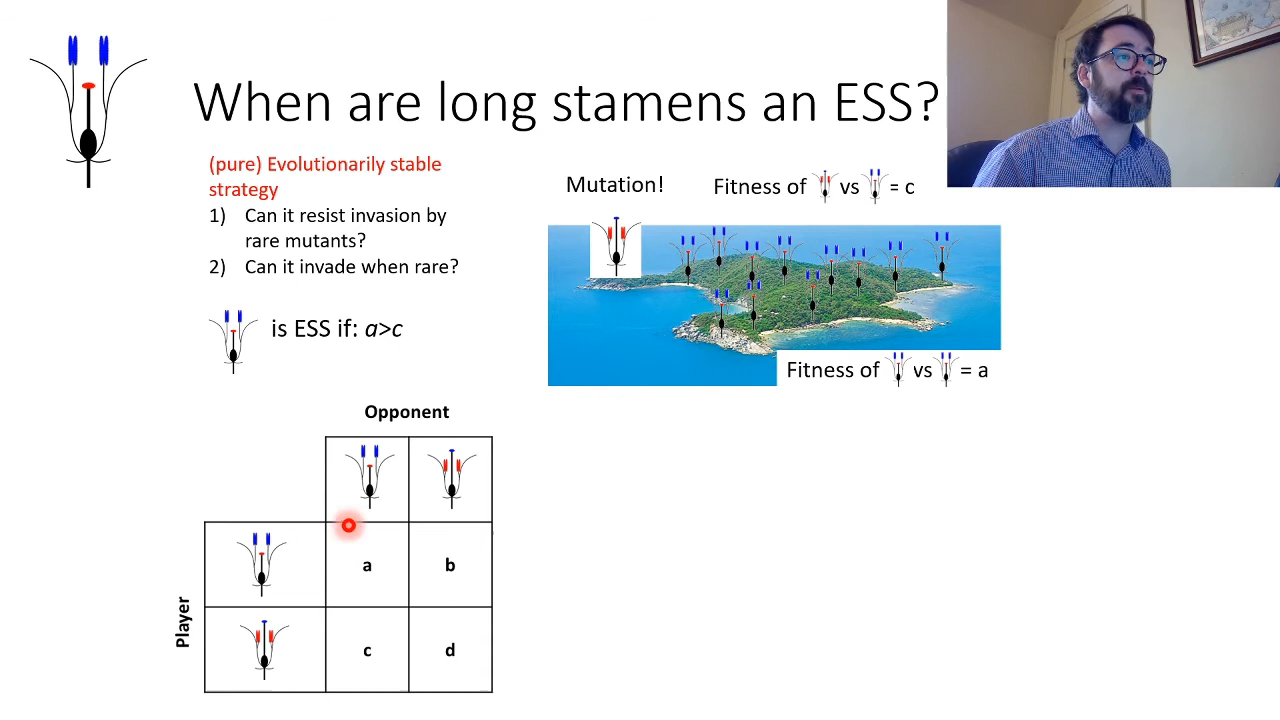 When are long stamens an ESS?
(pure) Evolutionarily stable
strategy
1) Can it resist invasion by
rare mutants?
2) Can it invade when rare?
is ESS if: a>c
Mutation!
Fitness of vs = c
Fitness of vs = a
Opponent
Player
a b
c d